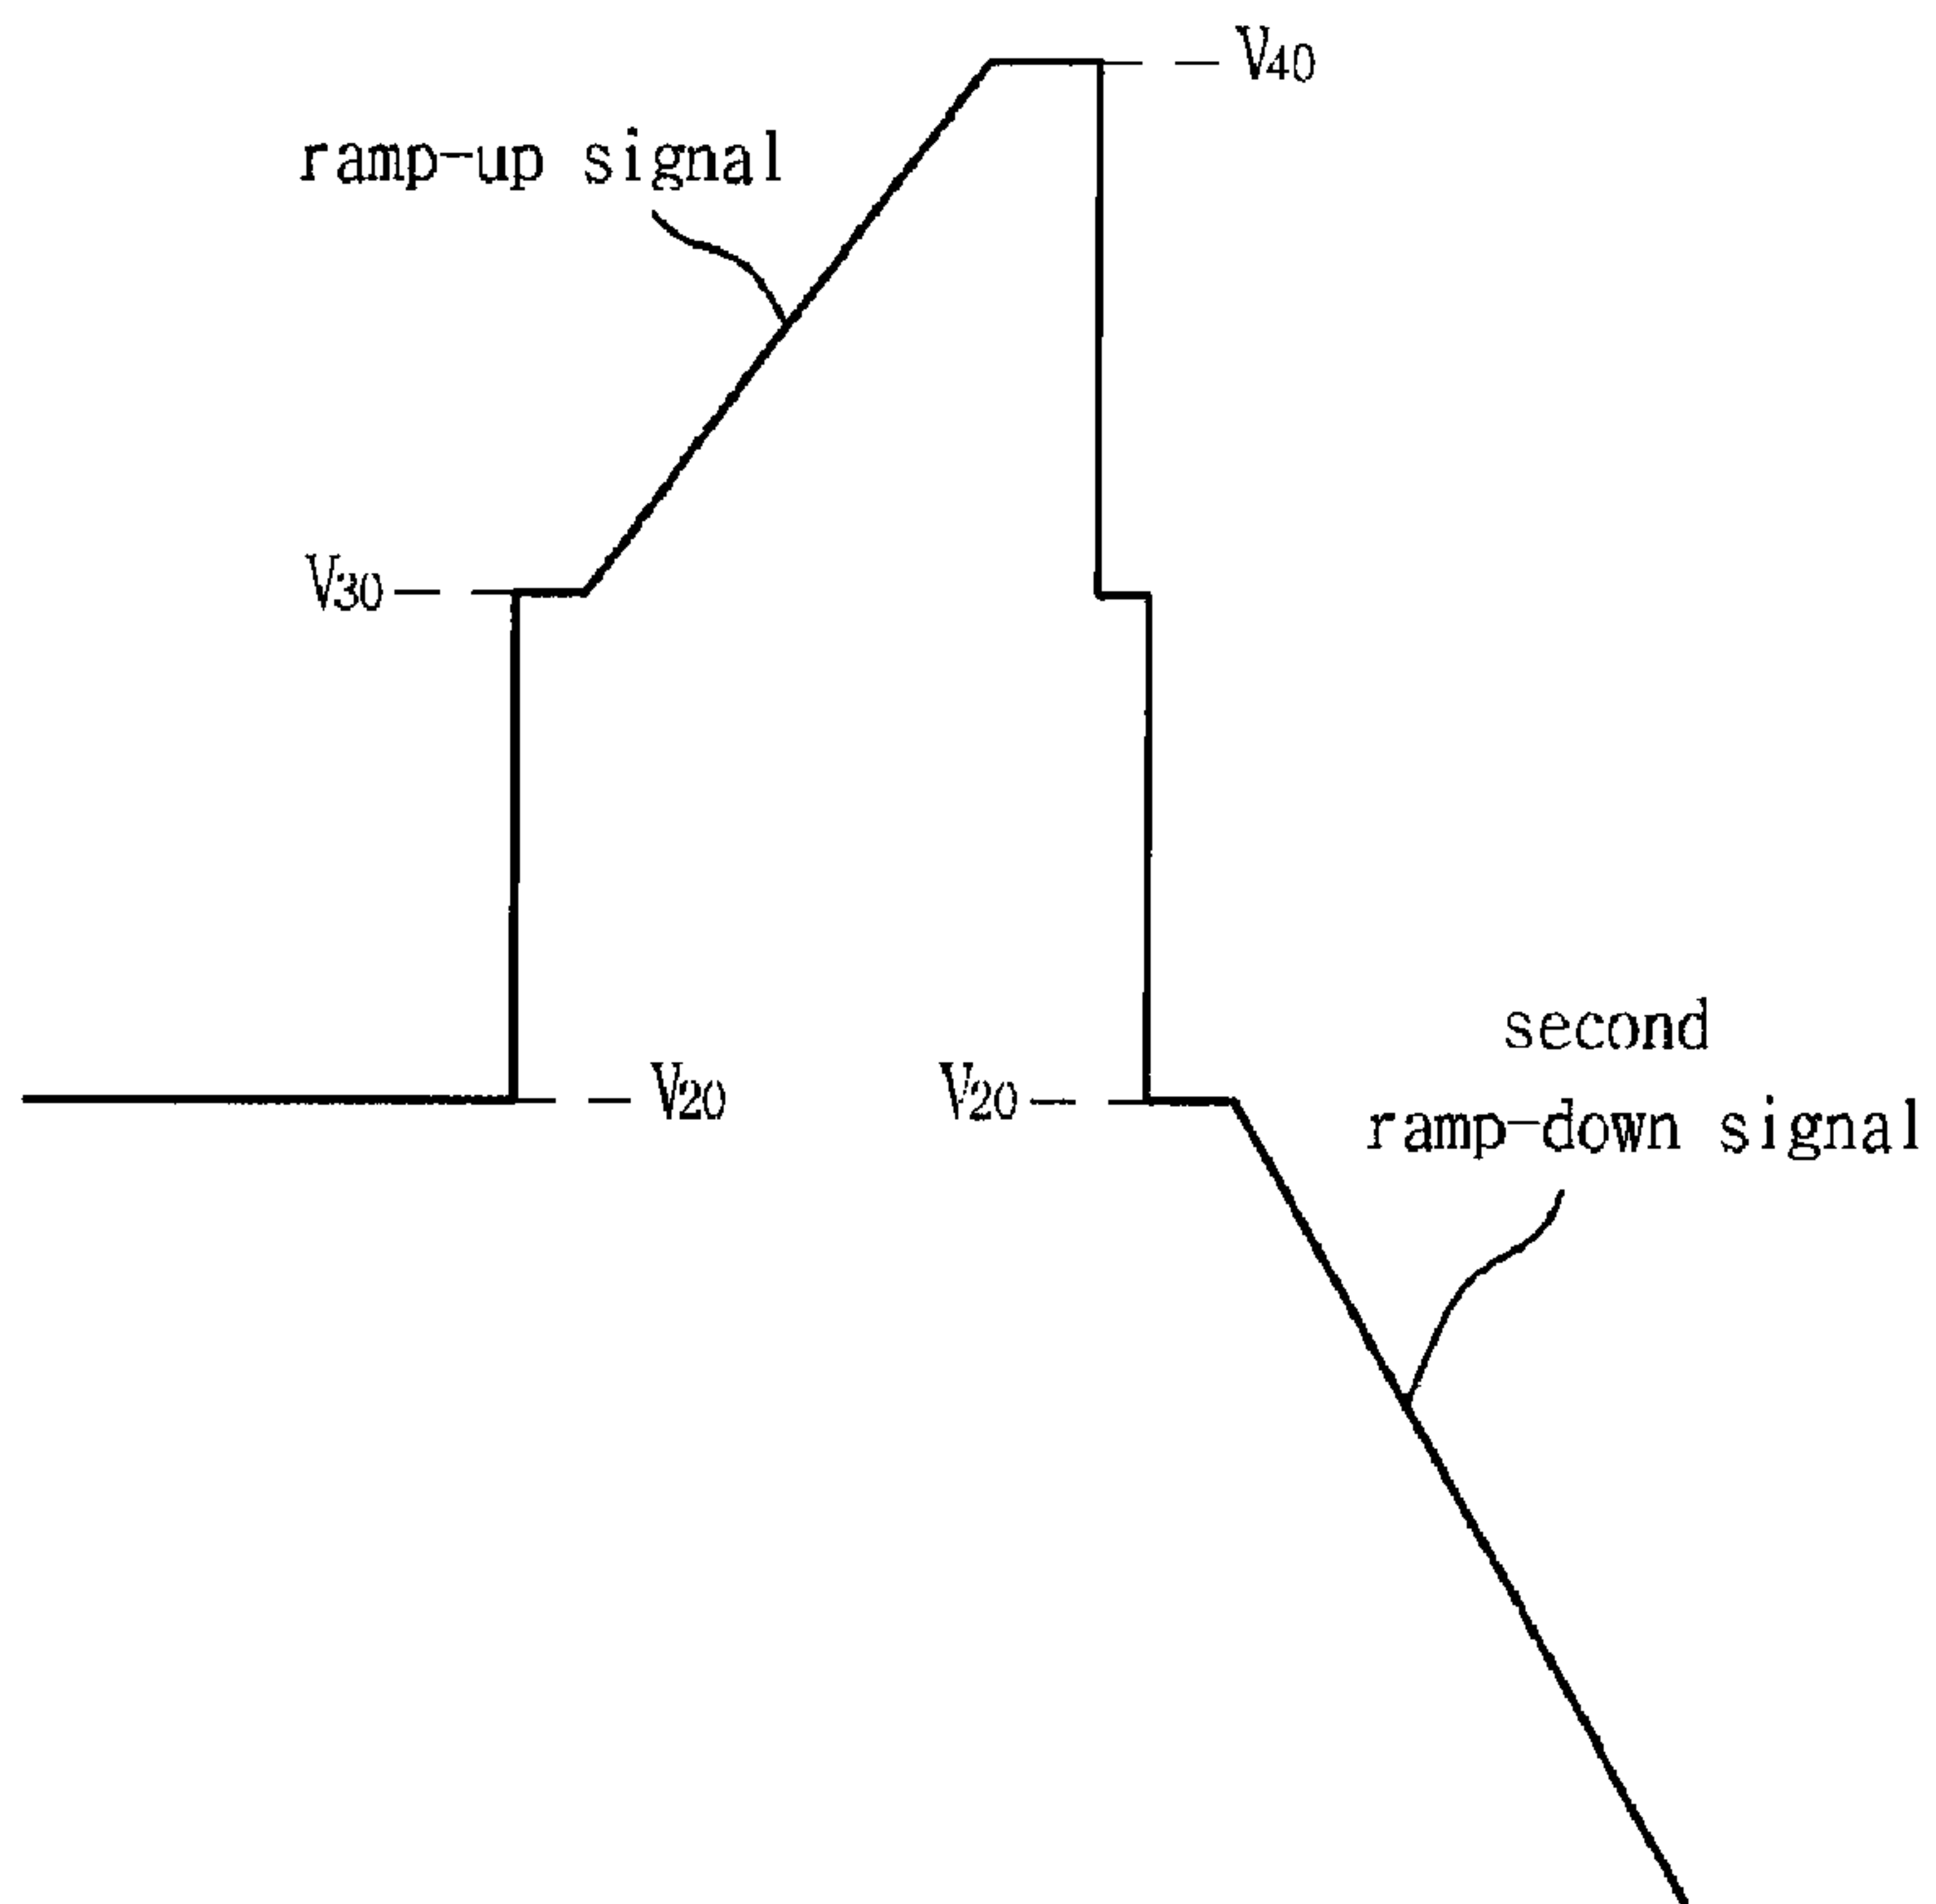 V40
ramp-up signal
V30
V20
V20
second
ramp-down signal